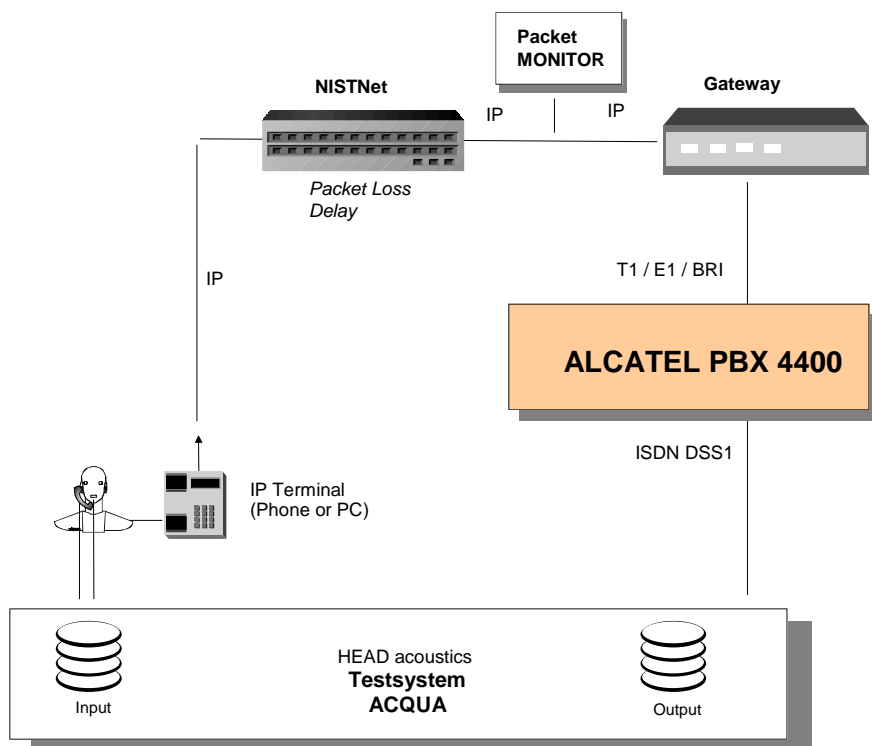 Packet
MONITOR
NISTNet
Gateway
IP
IP
Packet Loss
Delay
IP
T1 / E1 / BRI
ALCATEL PBX 4400
ISDN DSS1
IP Terminal
(Phone or PC)
HEAD acoustics
Testsystem
ACQUA
Input
Output